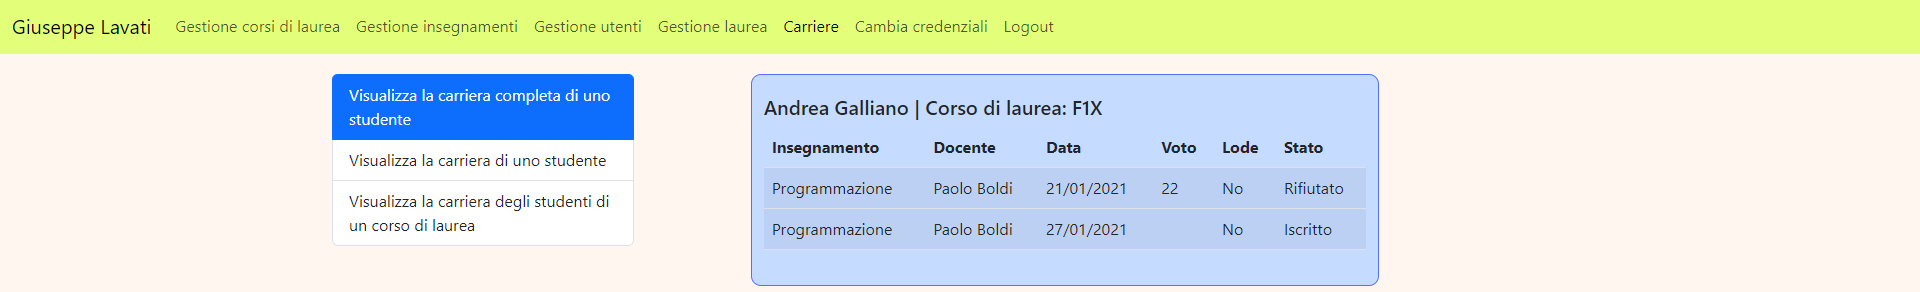 Giuseppe Lavati Gestione corsi di laurea Gestione insegnamenti Gestione utenti Gestione laurea Carriere Cambia credenziali Logout
Visualizza la carriera completa di uno
studente
Visualizza la carriera di uno studente
Visualizza la carriera degli studenti di
un corso di laurea
Andrea Galliano | Corso di laurea: F1X
Insegnamento Docente Data Voto Lode Stato
Programmazione Paolo Boldi 21/01/2021 22 No Rifiutato
Programmazione Paolo Boldi 27/01/2021 No Iscritto